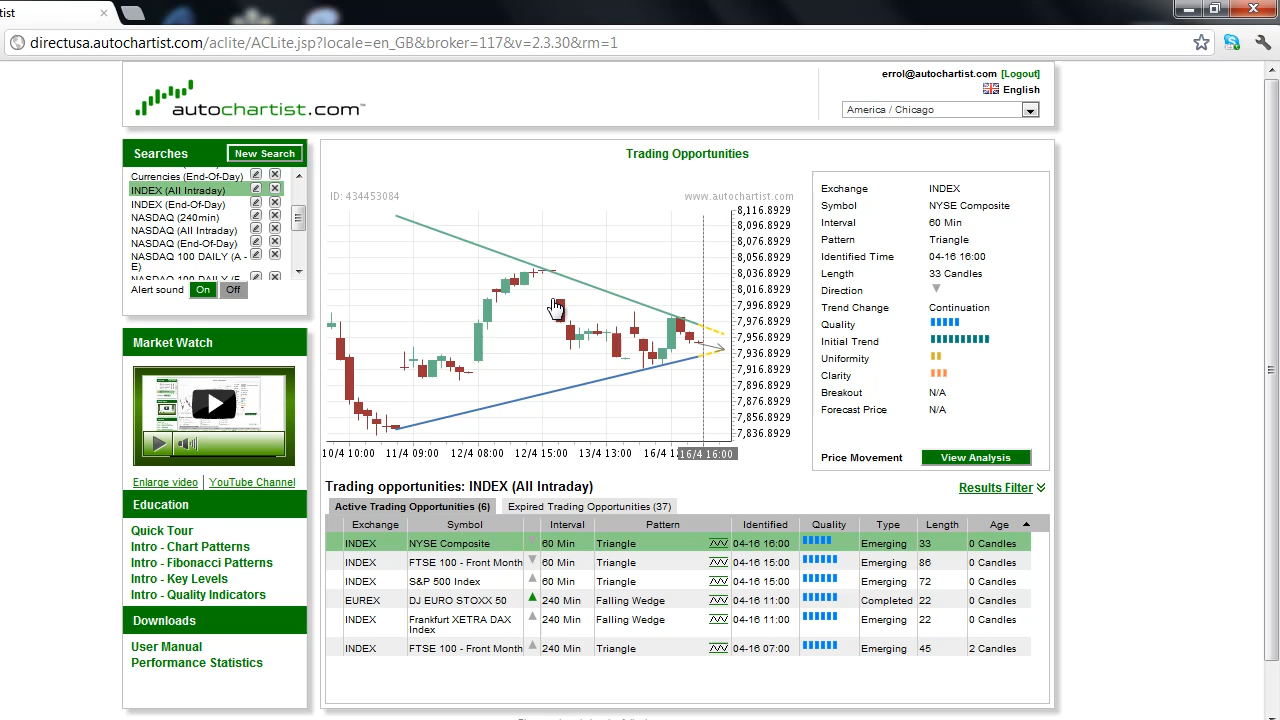 tist
directusa.autochartist.com/aclite/ACLite.jsp?locale=en_GB&broker=117&v=2.3.30&rm=1
errol@autochartist.com [Logout]
English
America / Chicago
autochartist.com™
Searches
New Search
Currencies (End-Of-Day)
INDEX (All Intraday)
INDEX (End-Of-Day)
NASDAQ (240min)
NASDAQ (All Intraday)
NASDAQ (End-Of-Day)
NASDAQ 100 DAILY (A -
E)
NASDAQ 100 DAILY (F
Alert sound On Off
Market Watch
Enlarge video YouTube Channel
Education
Quick Tour
Intro - Chart Patterns
Intro - Fibonacci Patterns
Intro - Key Levels
Intro - Quality Indicators
Downloads
User Manual
Performance Statistics
Trading Opportunities
ID: 434453084
www.autochartist.com
8,116.8929
8,096.8929
8,076.8929
8,056.8929
8,036.8929
8,016.8929
7,996.8929
7,976.8929
7,956.8929
7,936.8929
7,916.8929
7,896.8929
7,876.8929
7,856.8929
7,836.8929
10/4 10:00 11/4 09:00 12/4 08:00 12/4 15:00 13/4 13:00 16/4 1 16/4 16:00
Exchange INDEX
Symbol NYSE Composite
Interval 60 Min
Pattern Triangle
Identified Time 04-16 16:00
Length 33 Candles
Direction
Trend Change Continuation
Quality
Initial Trend
Uniformity
Clarity
Breakout N/A
Forecast Price N/A
Price Movement View Analysis
Trading opportunities: INDEX (All Intraday)
Results Filter
Active Trading Opportunities (6) Expired Trading Opportunities (37)
Exchange Symbol Interval Pattern Identified Quality Type Length Age
INDEX NYSE Composite 60 Min Triangle 04-16 16:00 Emerging 33 0 Candles
INDEX FTSE 100 - Front Month 60 Min Triangle 04-16 15:00 Emerging 86 0 Candles
INDEX S&P 500 Index 60 Min Triangle 04-16 15:00 Emerging 72 0 Candles
EUREX DJ EURO STOXX 50 240 Min Falling Wedge 04-16 11:00 Completed 22 0 Candles
INDEX Frankfurt XETRA DAX Index 240 Min Falling Wedge 04-16 11:00 Emerging 22 0 Candles
INDEX FTSE 100 - Front Month 240 Min Triangle 04-16 07:00 Emerging 45 2 Candles